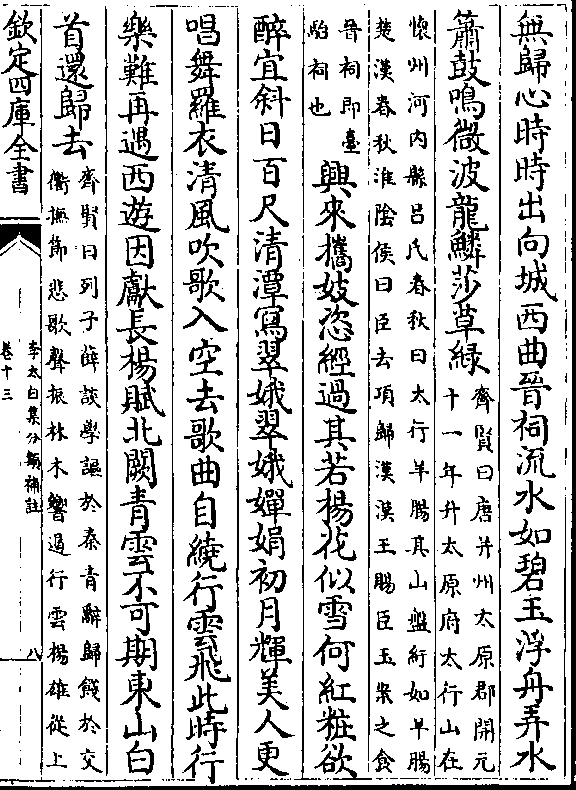 無歸心時時出向城西曲晉祠流水如碧玉浮舟弄水
簫鼓鳴微波龍鱗莎草綠
齊賢曰唐并州太原郡開元
十一年升太原府太行山在
懷州河内縣吕氏春秋曰太行羊腸其山盤紆如羊腸
楚漢春秋淮隂侯曰臣去項歸漢漢王賜臣玉案之食
晉祠即臺
駘祠也
興來攜妓恣經過其若楊花似雪何紅粧欲
醉宜斜日百尺清潭寫翠娥翠娥嬋娟初月輝美人更
唱舞羅衣清風吹歌入空去歌曲自繞行雲飛此時行
樂難再遇西遊因獻長楊賦北闕青雲不可期東山白
首還歸去
齊賢曰列子薛談學謳於秦青辭歸餞於交
衢撫節悲歌聲振林木響遏行雲楊雄從上
欽定四庫全書
李太白集分類補註
卷十三
八